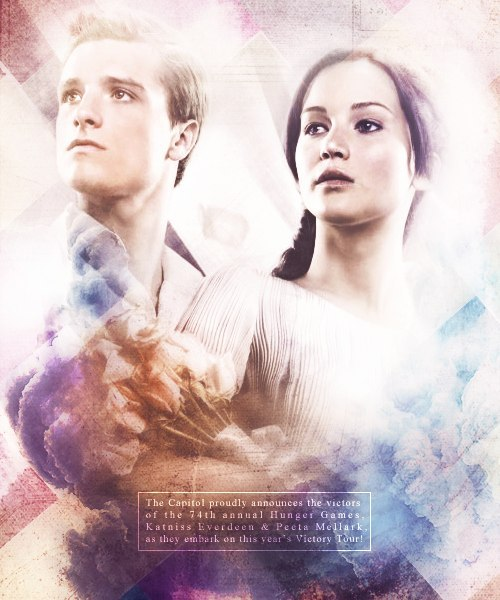 The Capitol proudly announces the victors
of the 74th annual Hunger Games,
Katniss Everdeen & Peeta Mellark,
as they embark on this year's Victory Tour!